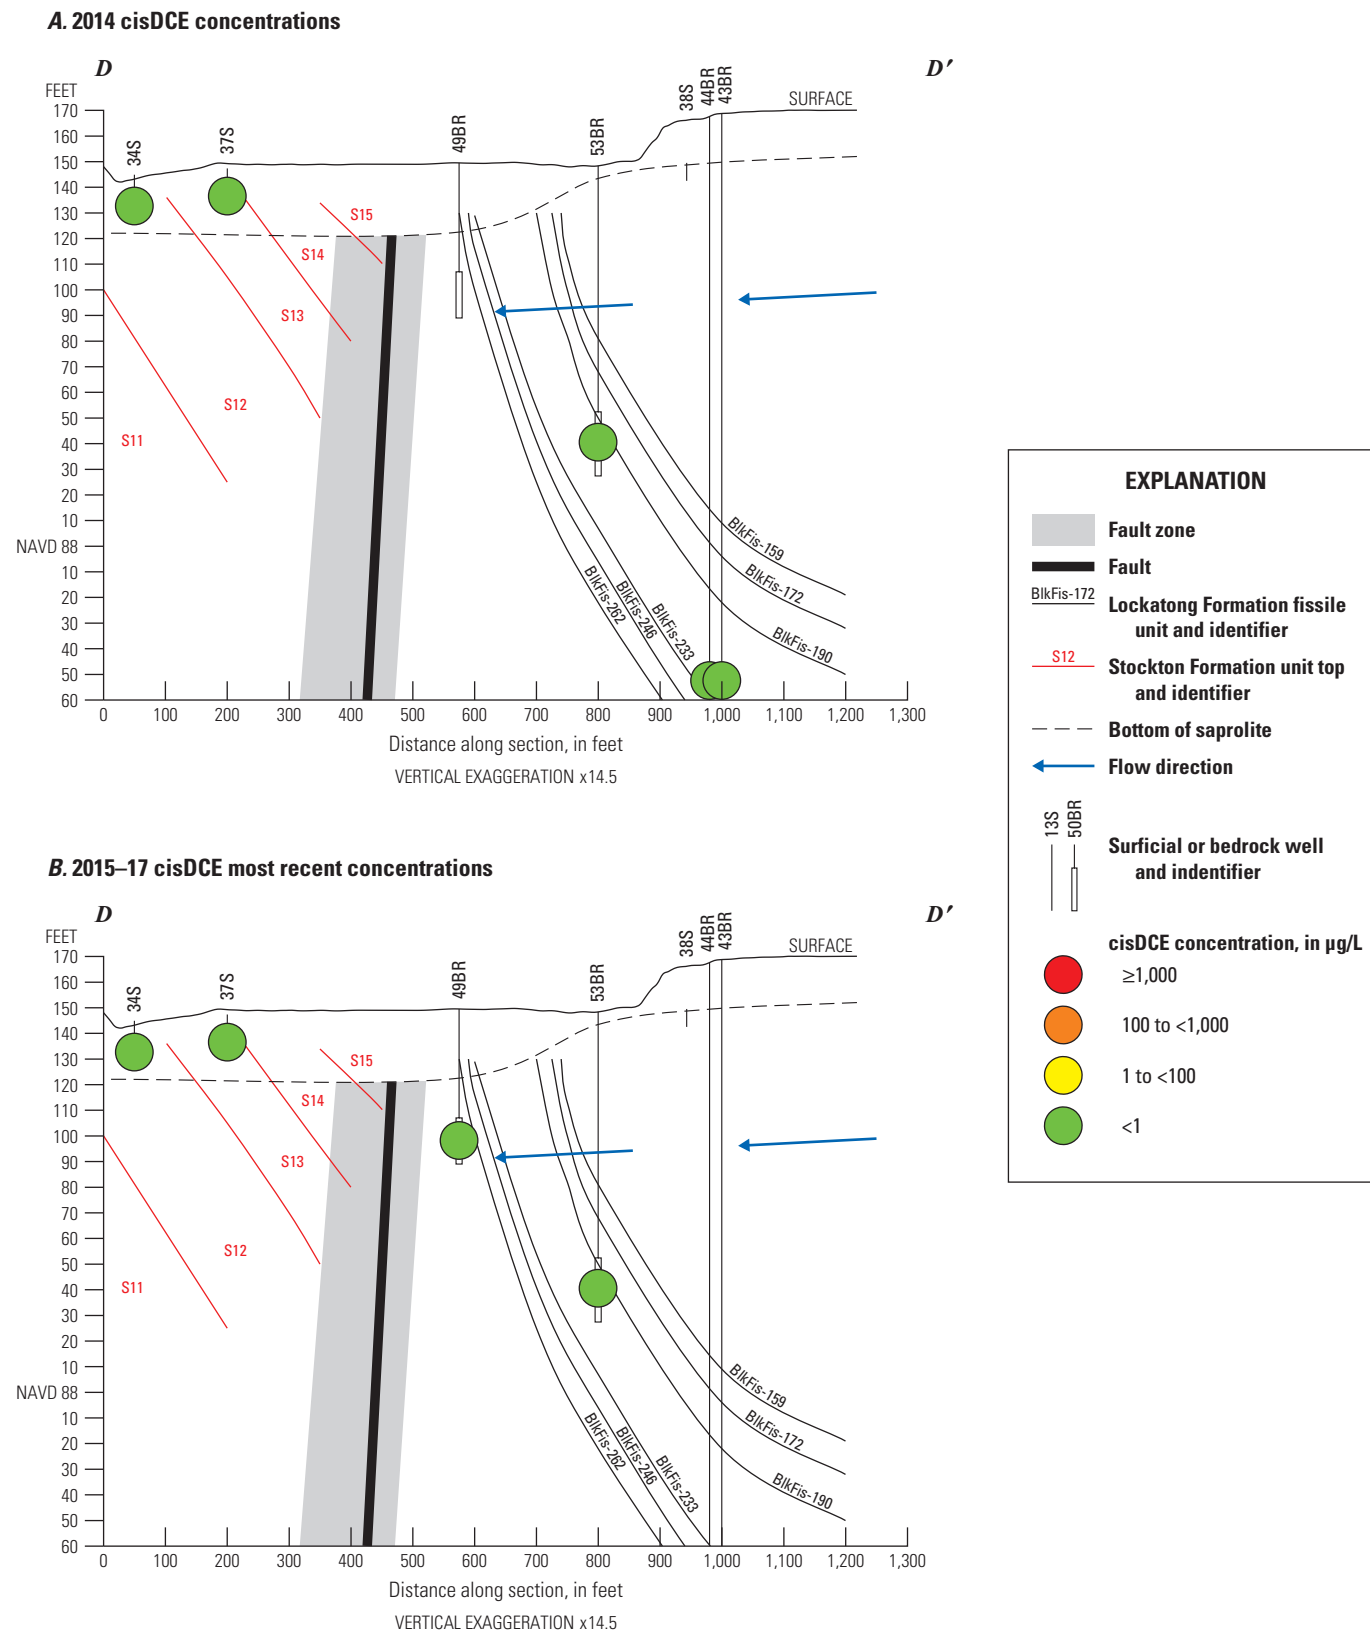 A. 2014 cisDCE concentrations
D
D′
FEET
34S
37S
49BR
53BR
38S
44BR
43BR
SURFACE
170
160
150
140
130
120
110
100
90
80
70
60
50
40
30
20
10
NAVD 88
10
20
30
40
50
60
S15
S14
S13
S12
S11
BlkFis-159
BlkFis-172
BlkFis-190
BlkFis-233
BlkFis-246
BlkFis-262
0 100 200 300 400 500 600 700 800 900 1,000 1,100 1,200 1,300
Distance along section, in feet
VERTICAL EXAGGERATION x14.5
B. 2015–17 cisDCE most recent concentrations
D
D′
FEET
34S
37S
49BR
53BR
38S
44BR
43BR
SURFACE
170
160
150
140
130
120
110
100
90
80
70
60
50
40
30
20
10
NAVD 88
10
20
30
40
50
60
S15
S14
S13
S12
S11
BlkFis-159
BlkFis-172
BlkFis-190
BlkFis-233
BlkFis-246
BlkFis-262
0 100 200 300 400 500 600 700 800 900 1,000 1,100 1,200 1,300
Distance along section, in feet
VERTICAL EXAGGERATION x14.5
EXPLANATION
Fault zone
Fault
BlkFis-172
Lockatong Formation fissile
unit and identifier
S12
Stockton Formation unit top
and identifier
Bottom of saprolite
Flow direction
13S
50BR
Surficial or bedrock well
and indentifier
cisDCE concentration, in µg/L
≥1,000
100 to <1,000
1 to <100
<1